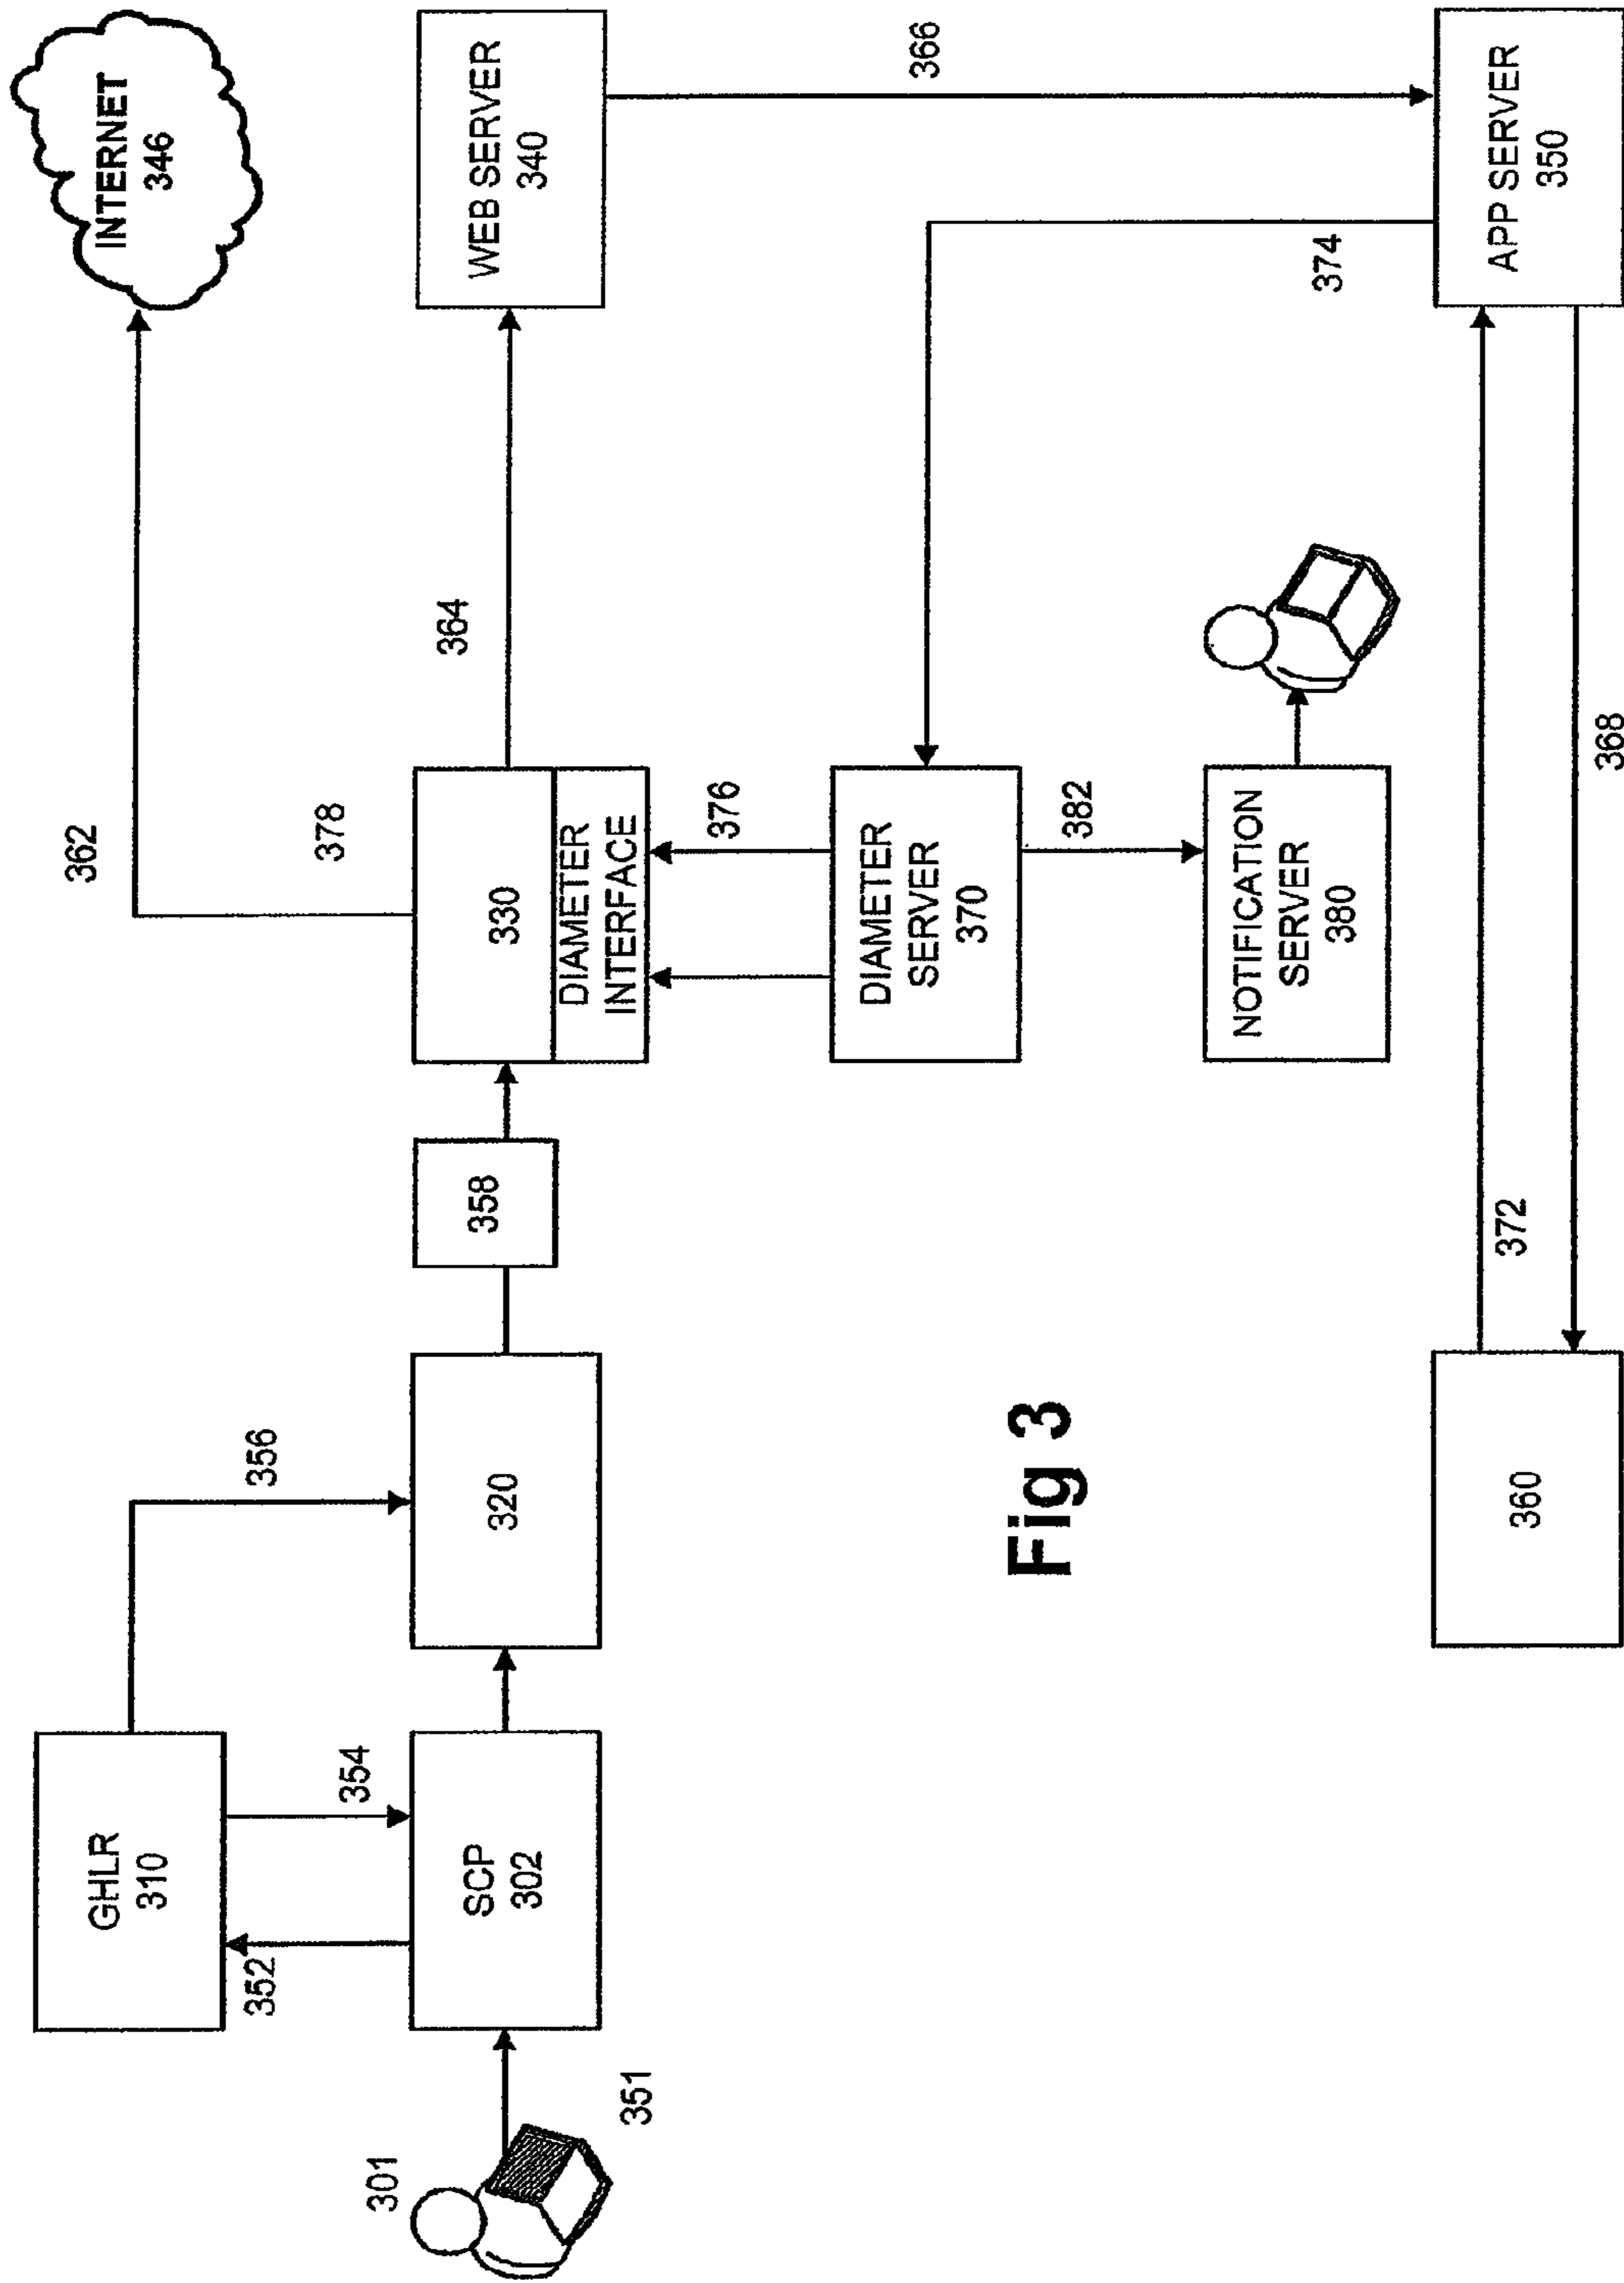 INTERNET
346
362
378
GHLR
310
356
352
354
301
351
SCP
302
320
358
330
DIAMETER
INTERFACE
364
WEB SERVER
340
366
376
DIAMETER
SERVER
370
382
374
NOTIFICATION
SERVER
380
Fig 3
360
372
368
APP SERVER
350